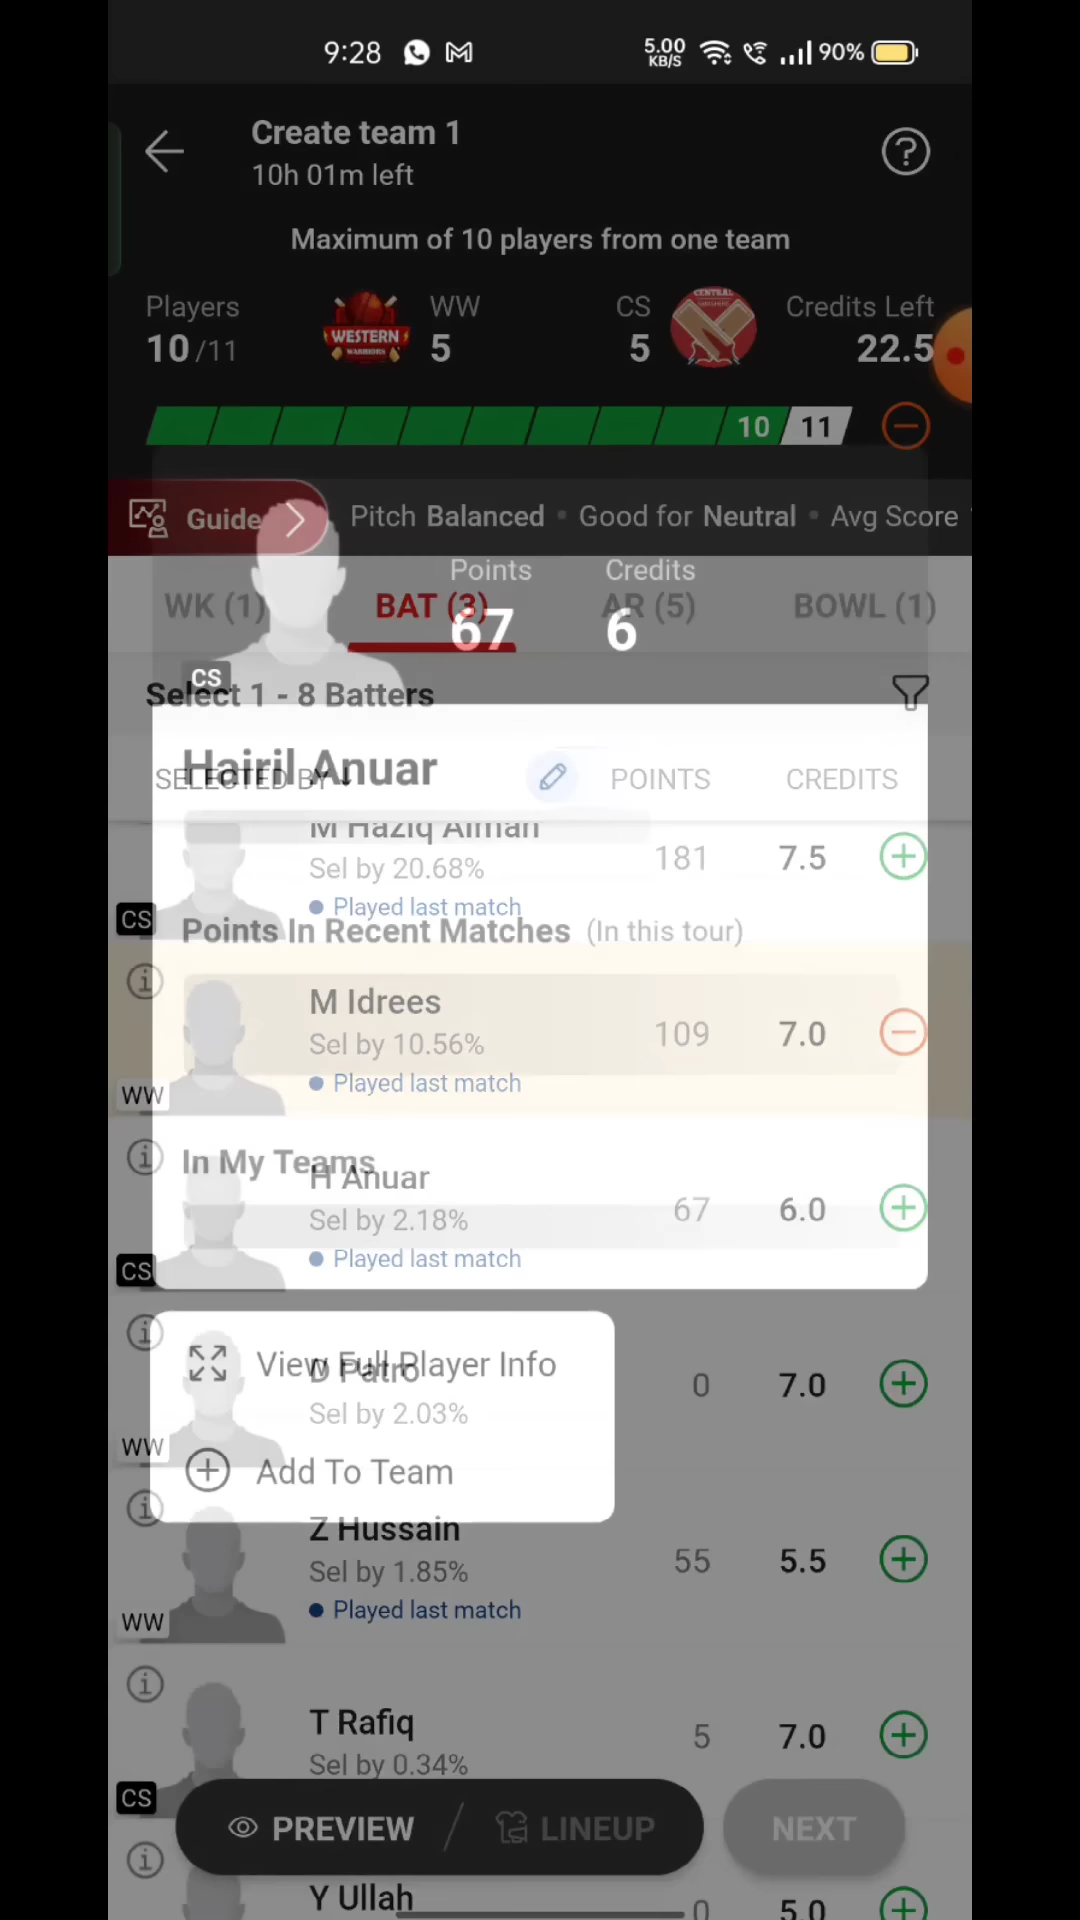 9:28
5.00
KB/S
90%
Create team 1
10h 01m left
Maximum of 10 players from one team
Players
10/11
CENTRAL
WESTERN
WARRIORS
WW
5
CS
5
Credits Left
22.5
10
11
Guide
Pitch Balanced • Good for Neutral • Avg Score
Points
67
Credits
6
WK (1)
BAT (3)
AR (5)
BOWL (1)
CS
Select 1 - 8 Batters
Hairil Anuar
SELECTED BY ↓
POINTS
CREDITS
M Haziq Aiman
Sel by 20.68%
181
7.5
Played last match
CS
Points In Recent Matches (In this tour)
M Idrees
Sel by 10.56%
109
7.0
Played last match
WW
In My Teams
H Anuar
Sel by 2.18%
67
6.0
Played last match
CS
View Full Player Info
D Patro
Sel by 2.03%
0
7.0
WW
Add To Team
Z Hussain
Sel by 1.85%
55
5.5
Played last match
WW
T Rafiq
Sel by 0.34%
5
7.0
CS
PREVIEW
LINEUP
NEXT
Y Ullah
0
5.0